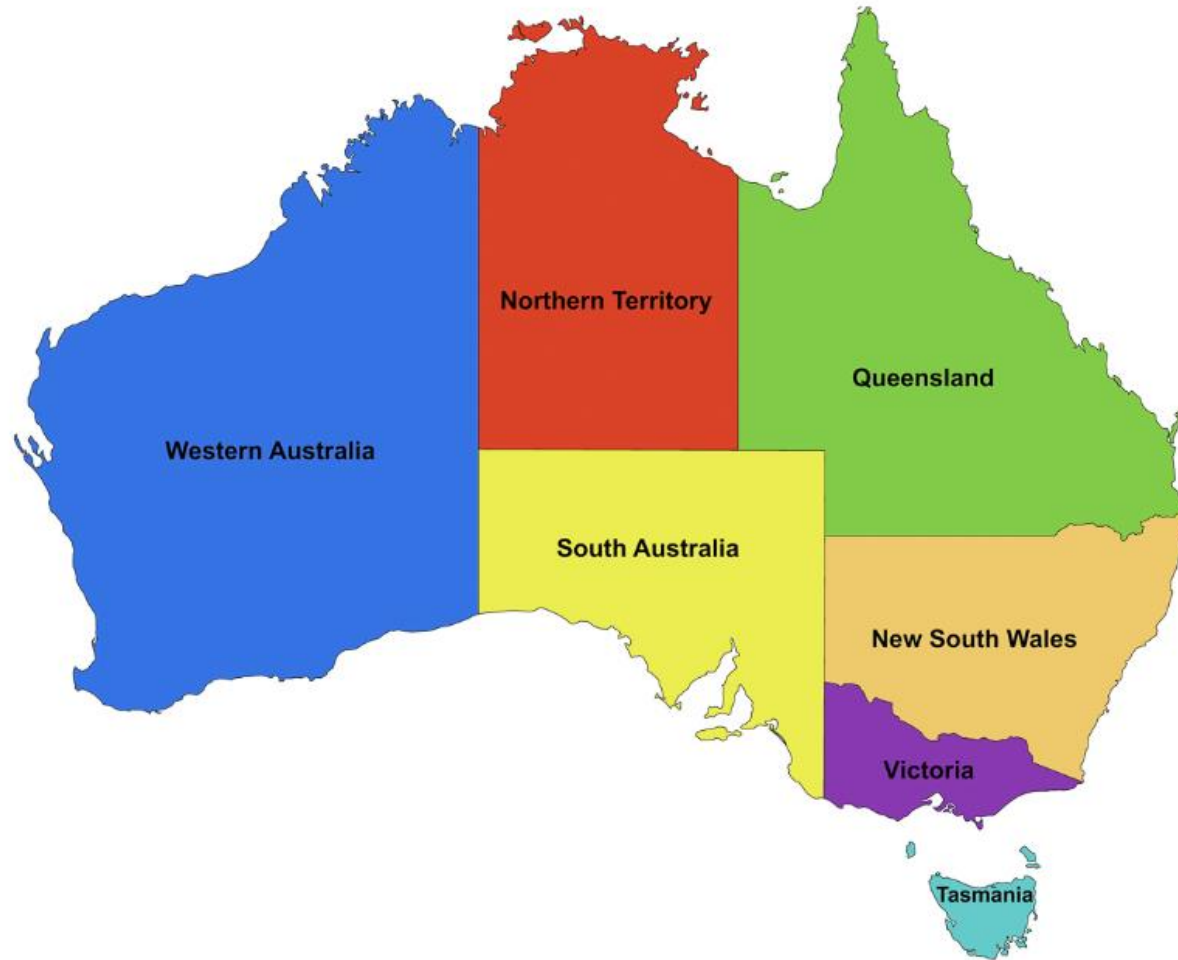 Northern Territory
Queensland
Western Australia
South Australia
New South Wales
Victoria
Tasmania